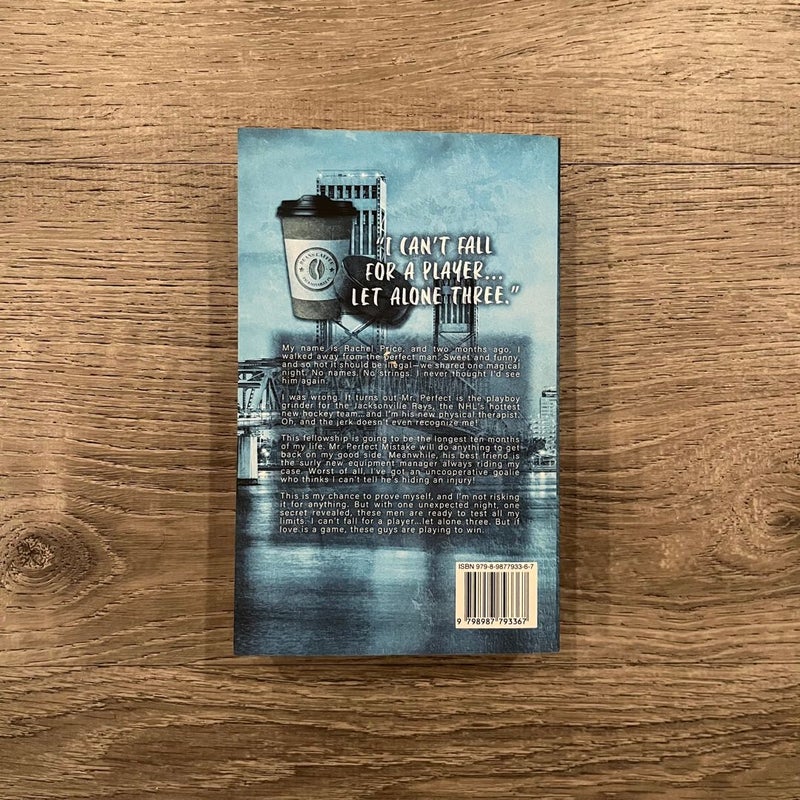 "I CAN'T FALL
FOR A PLAYER...
LET ALONE THREE."
My name is Rachel Price, and two months ago, I
walked away from the perfect man. Sweet and funny,
and so hot it should be illegal—we shared one magical
night. No names. No strings. I never thought I'd see
him again.
I was wrong. It turns out Mr. Perfect is the playboy
grinder for the Jacksonville Rays, the NHL's hottest
new hockey team...and I'm his new physical therapist.
Oh, and the jerk doesn't even recognize me!
This fellowship is going to be the longest ten months
of my life. Mr. Perfect Mistake will do anything to get
back on my good side. Meanwhile, his best friend is
the surly new equipment manager always riding my
case. Worst of all, I've got an uncooperative goalie
who thinks I can't tell he's hiding an injury!
This is my chance to prove myself, and I'm not risking
it for anything. But with one unexpected night, one
secret revealed, these men are ready to test all my
limits. I can't fall for a player...let alone three. But if
love is a game, these guys are playing to win.
ISBN 979-8-9877933-6-7
9 798987 793367